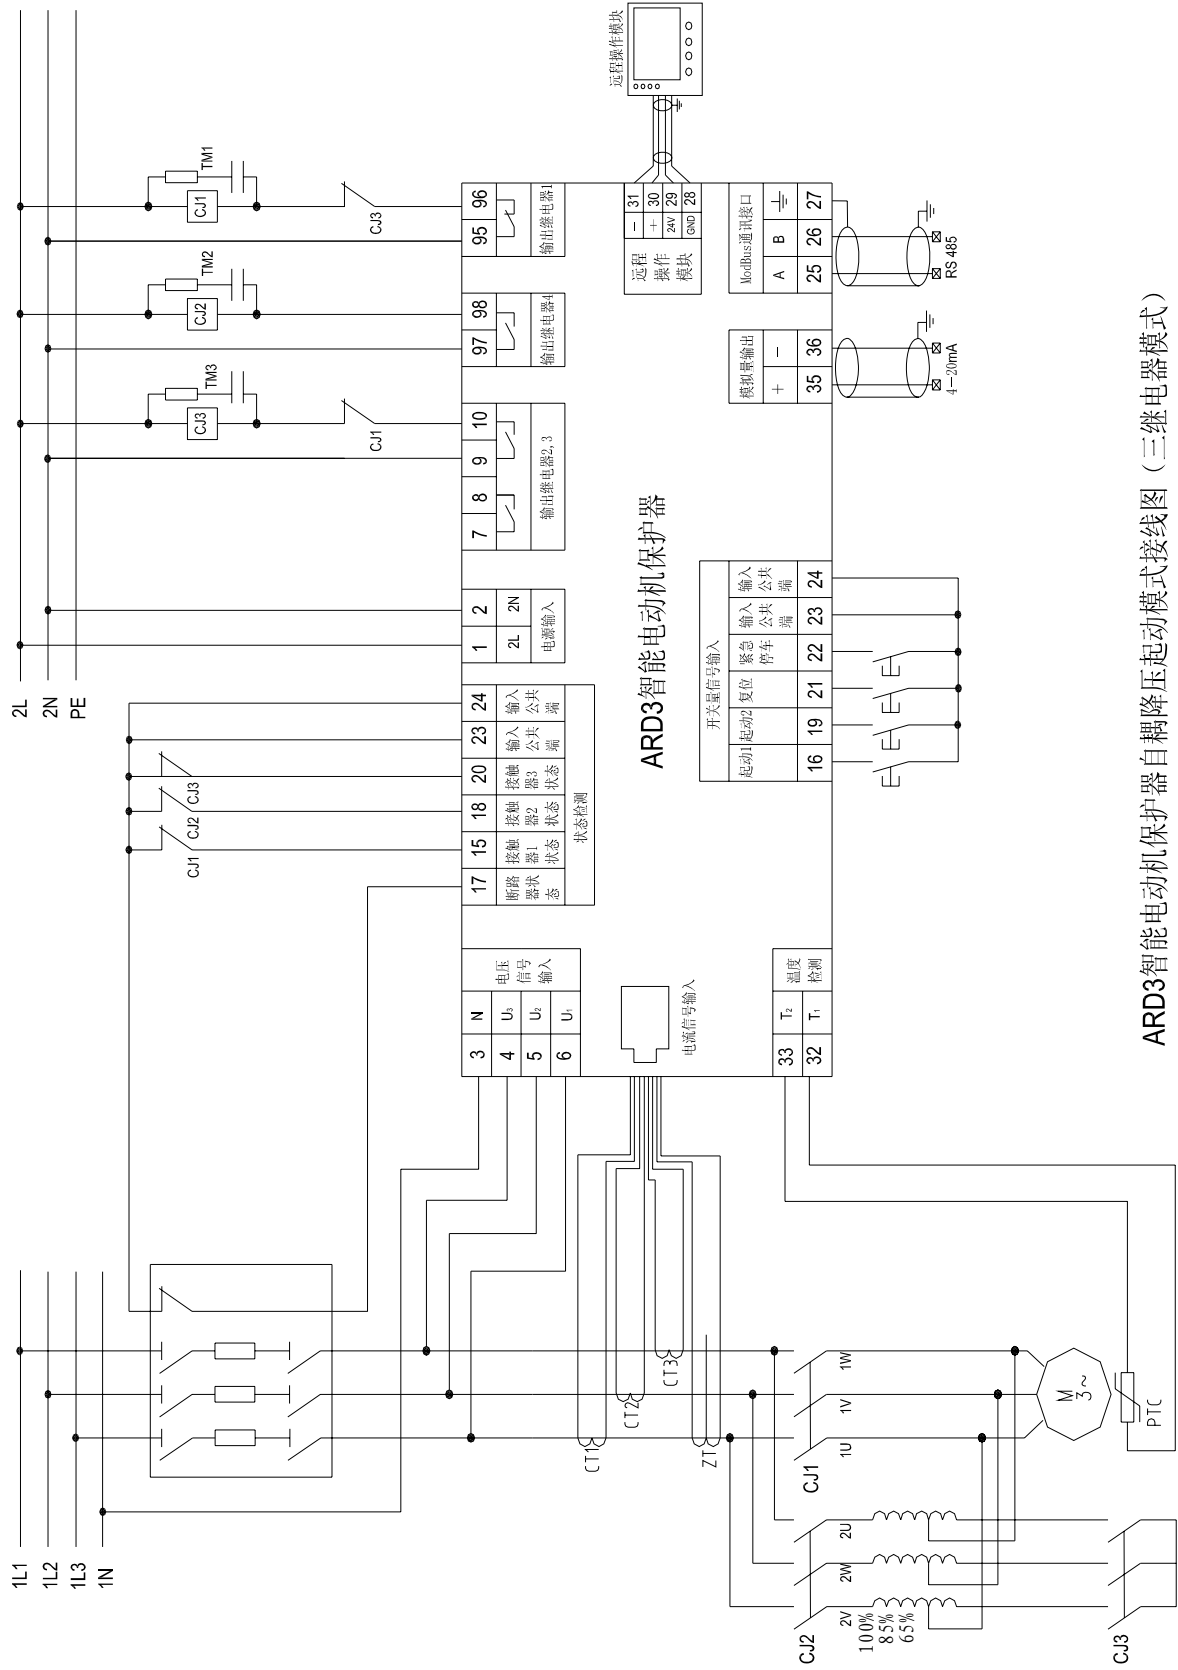 1L1
1L2
1L3
1N
2L
2N
PE
CJ1
CJ2
CJ3
TM3
CJ3
CJ1
TM2
CJ2
TM1
CJ1
CJ3
3
N
4
U3
5
U2
6
U1
电压
信号
输入
17
断路
器状
态
15
接触
器1
状态
18
接触
器2
状态
20
接触
器3
状态
23
输入
公共
端
24
输入
公共
端
状态检测
1
2
2L
2N
电源输入
7
8
9
10
输出继电器2,3
97
98
输出继电器4
95
96
输出继电器1
电流信号输入
ARD3智能电动机保护器
远程
操作
模块
-
+
24V
GND
31
30
29
28
远程操作模块
33
T2
32
T1
温度
检测
开关量信号输入
起动1
起动2
复位
紧急
停车
输入
公共
端
输入
公共
端
16
19
21
22
23
24
模拟量输出
+
-
35
36
4-20mA
ModBus通讯接口
A
B
25
26
27
RS485
CT1
CT2
CT3
ZT
CJ1
1U
1V
1W
CJ2
2V
2W
2U
100%
85%
65%
CJ3
M
3~
PTC
ARD3智能电动机保护器自耦降压起动模式接线图（三继电器模式）